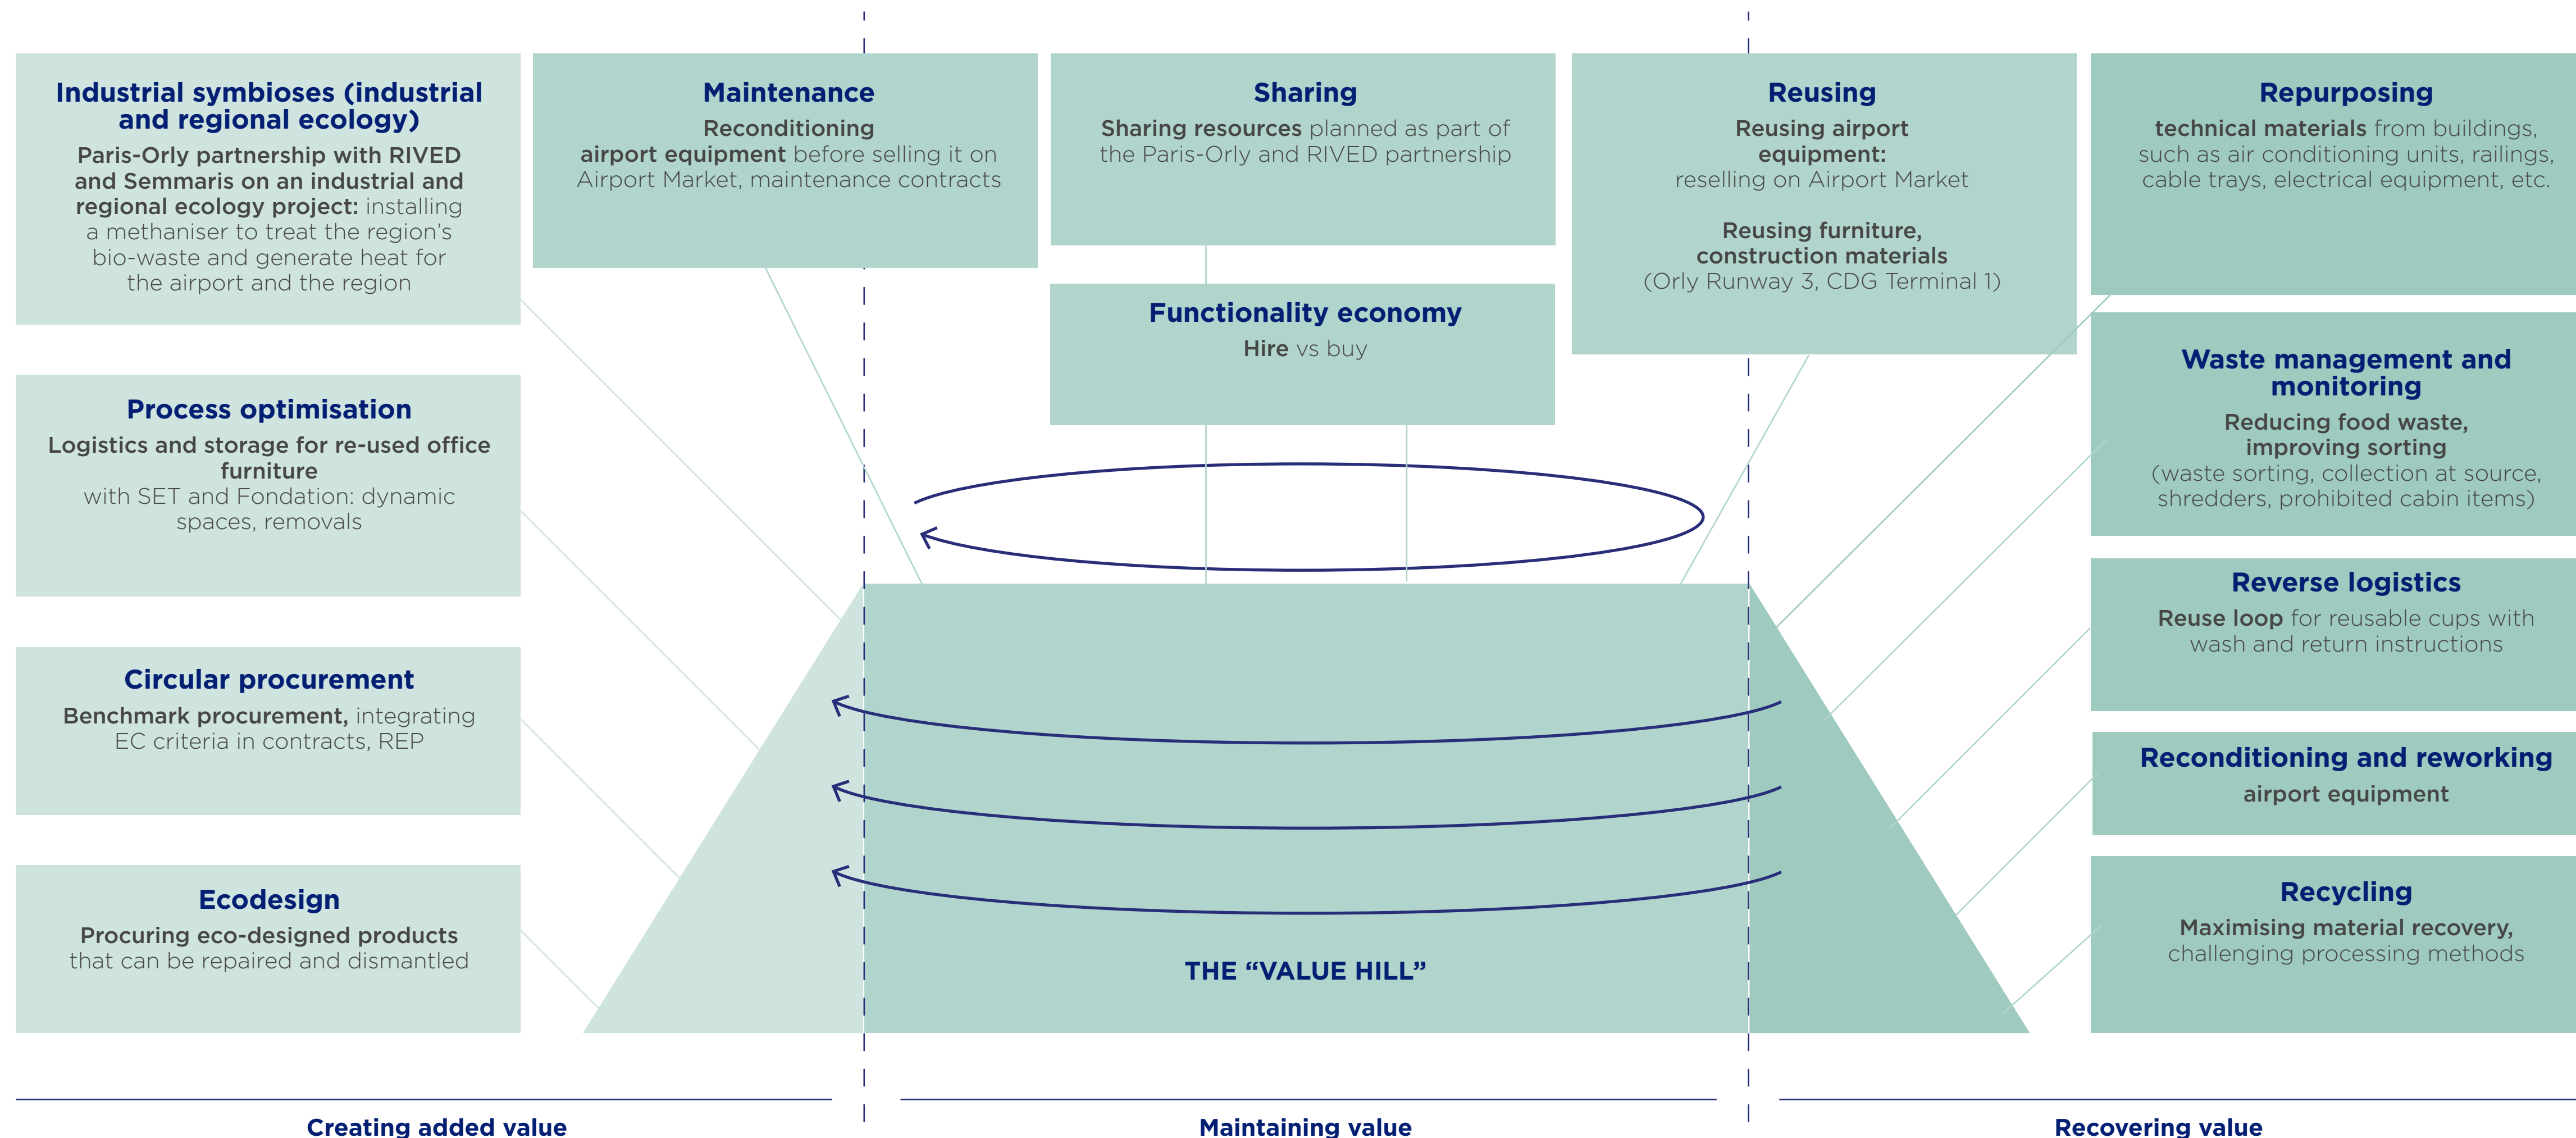 Industrial symbioses (industrial
and regional ecology)
Paris-Orly partnership with RIVED
and Semmaris on an industrial and
regional ecology project: installing
a methaniser to treat the region’s
bio-waste and generate heat for
the airport and the region
Process optimisation
Logistics and storage for re-used office
furniture
with SET and Fondation: dynamic
spaces, removals
Circular procurement
Benchmark procurement, integrating
EC criteria in contracts, REP
Ecodesign
Procuring eco-designed products
that can be repaired and dismantled
Maintenance
Reconditioning
airport equipment before selling it on
Airport Market, maintenance contracts
Sharing
Sharing resources planned as part of
the Paris-Orly and RIVED partnership
Functionality economy
Hire vs buy
Reusing
Reusing airport
equipment:
reselling on Airport Market
Reusing furniture,
construction materials
(Orly Runway 3, CDG Terminal 1)
Repurposing
technical materials from buildings,
such as air conditioning units, railings,
cable trays, electrical equipment, etc.
Waste management and
monitoring
Reducing food waste,
improving sorting
(waste sorting, collection at source,
shredders, prohibited cabin items)
Reverse logistics
Reuse loop for reusable cups with
wash and return instructions
Reconditioning and reworking
airport equipment
Recycling
Maximising material recovery,
challenging processing methods
THE “VALUE HILL”
Creating added value
Maintaining value
Recovering value